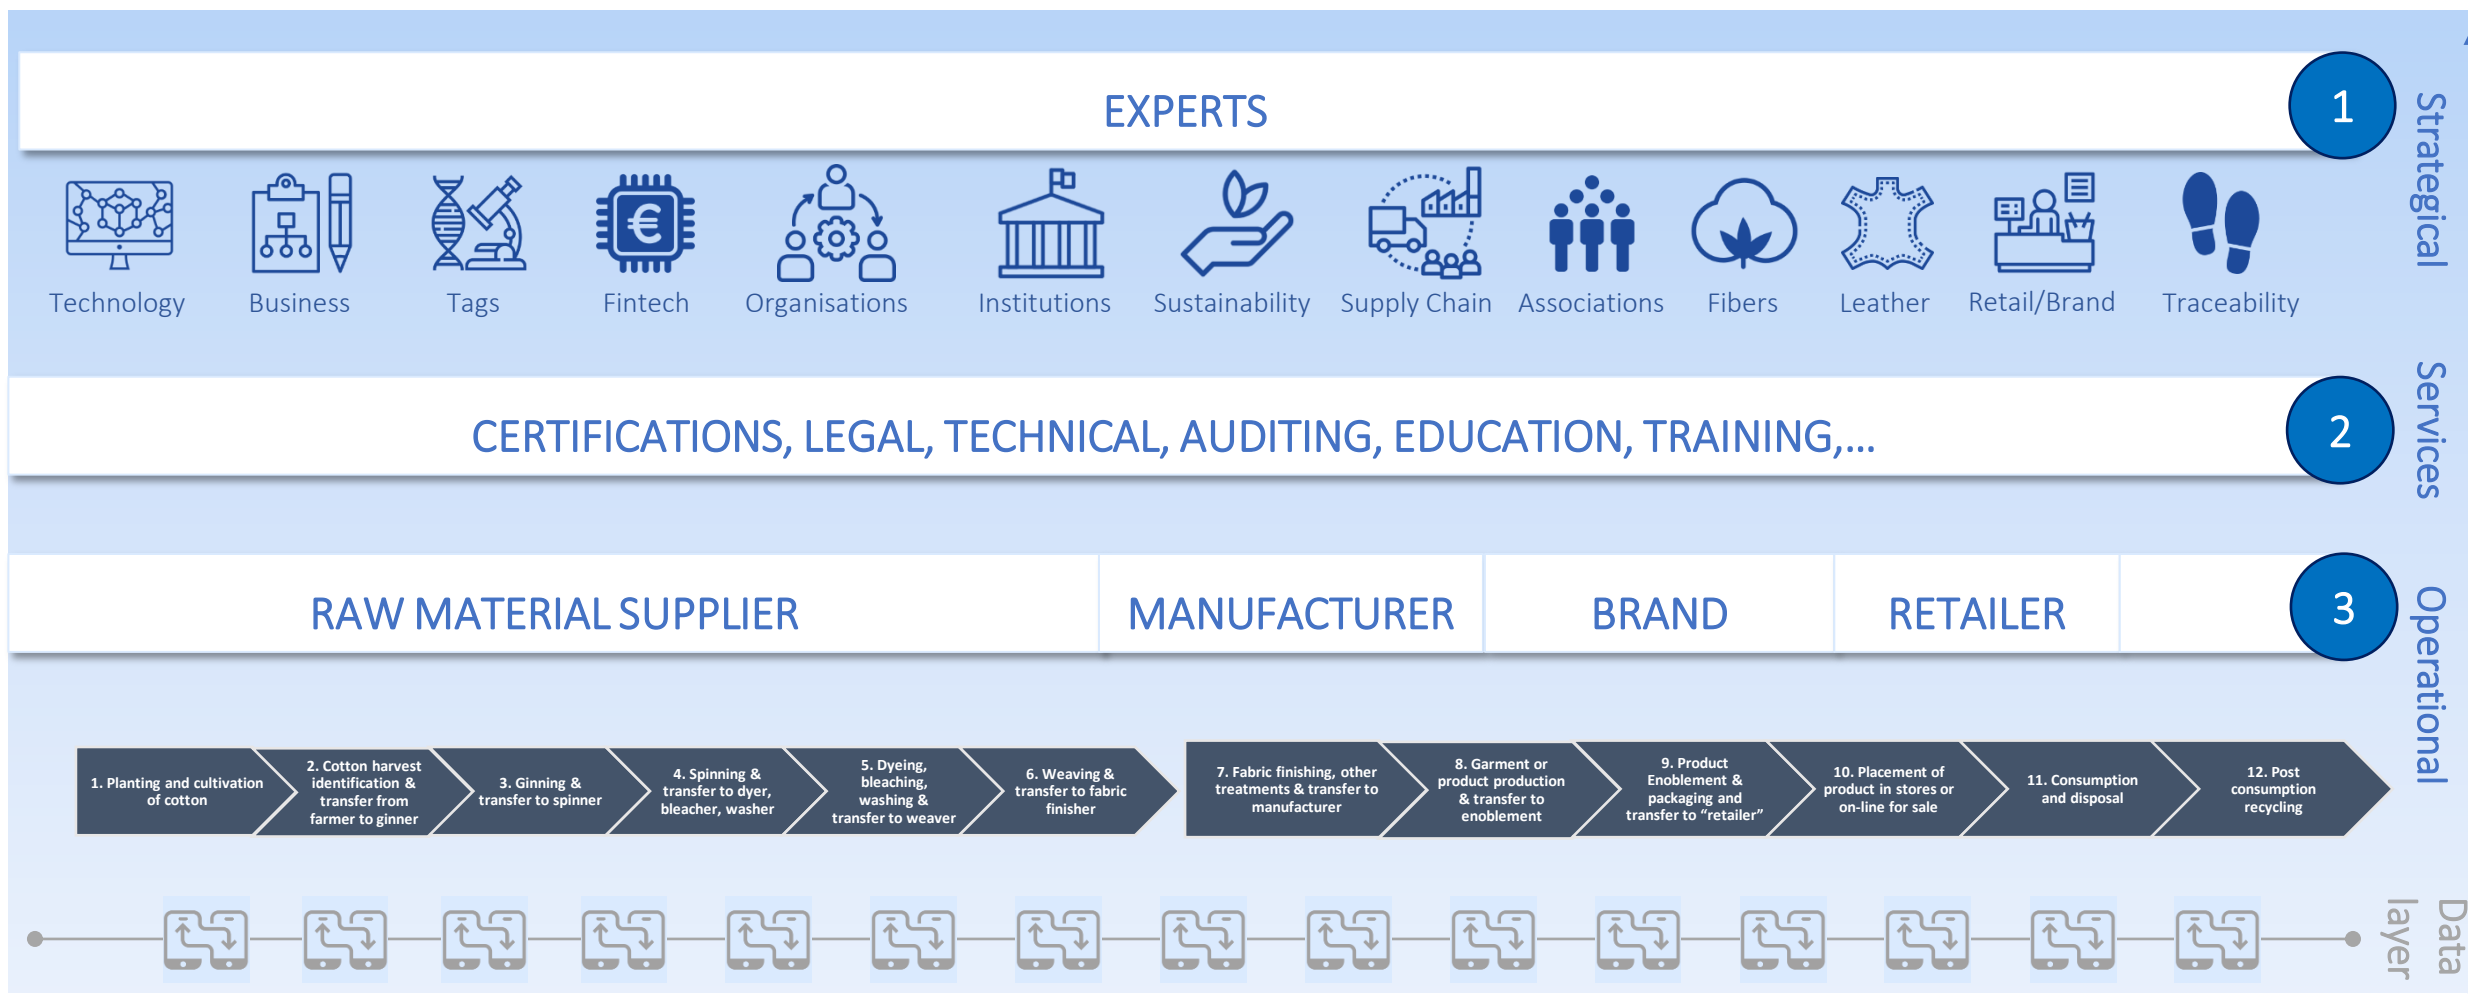 EXPERTS
1
Strategical
Technology
Business
Tags
Fintech
Organisations
Institutions
Sustainability
Supply Chain
Associations
Fibers
Leather
Retail/Brand
Traceability
CERTIFICATIONS, LEGAL, TECHNICAL, AUDITING, EDUCATION, TRAINING,...
2
Services
RAW MATERIAL SUPPLIER
MANUFACTURER
BRAND
RETAILER
3
Operational
1. Planting and cultivation
of cotton
2. Cotton harvest
identification &
transfer from
farmer to ginner
3. Ginning &
transfer to spinner
4. Spinning &
transfer to dyer,
bleacher, washer
5. Dyeing,
bleaching,
washing &
transfer to weaver
6. Weaving &
transfer to fabric
finisher
7. Fabric finishing, other
treatments & transfer to
manufacturer
8. Garment or
product production
& transfer to
enoblement
9. Product
Enoblement &
packaging and
transfer to “retailer”
10. Placement of
product in stores or
on-line for sale
11. Consumption
and disposal
12. Post
consumption
recycling
Data
layer